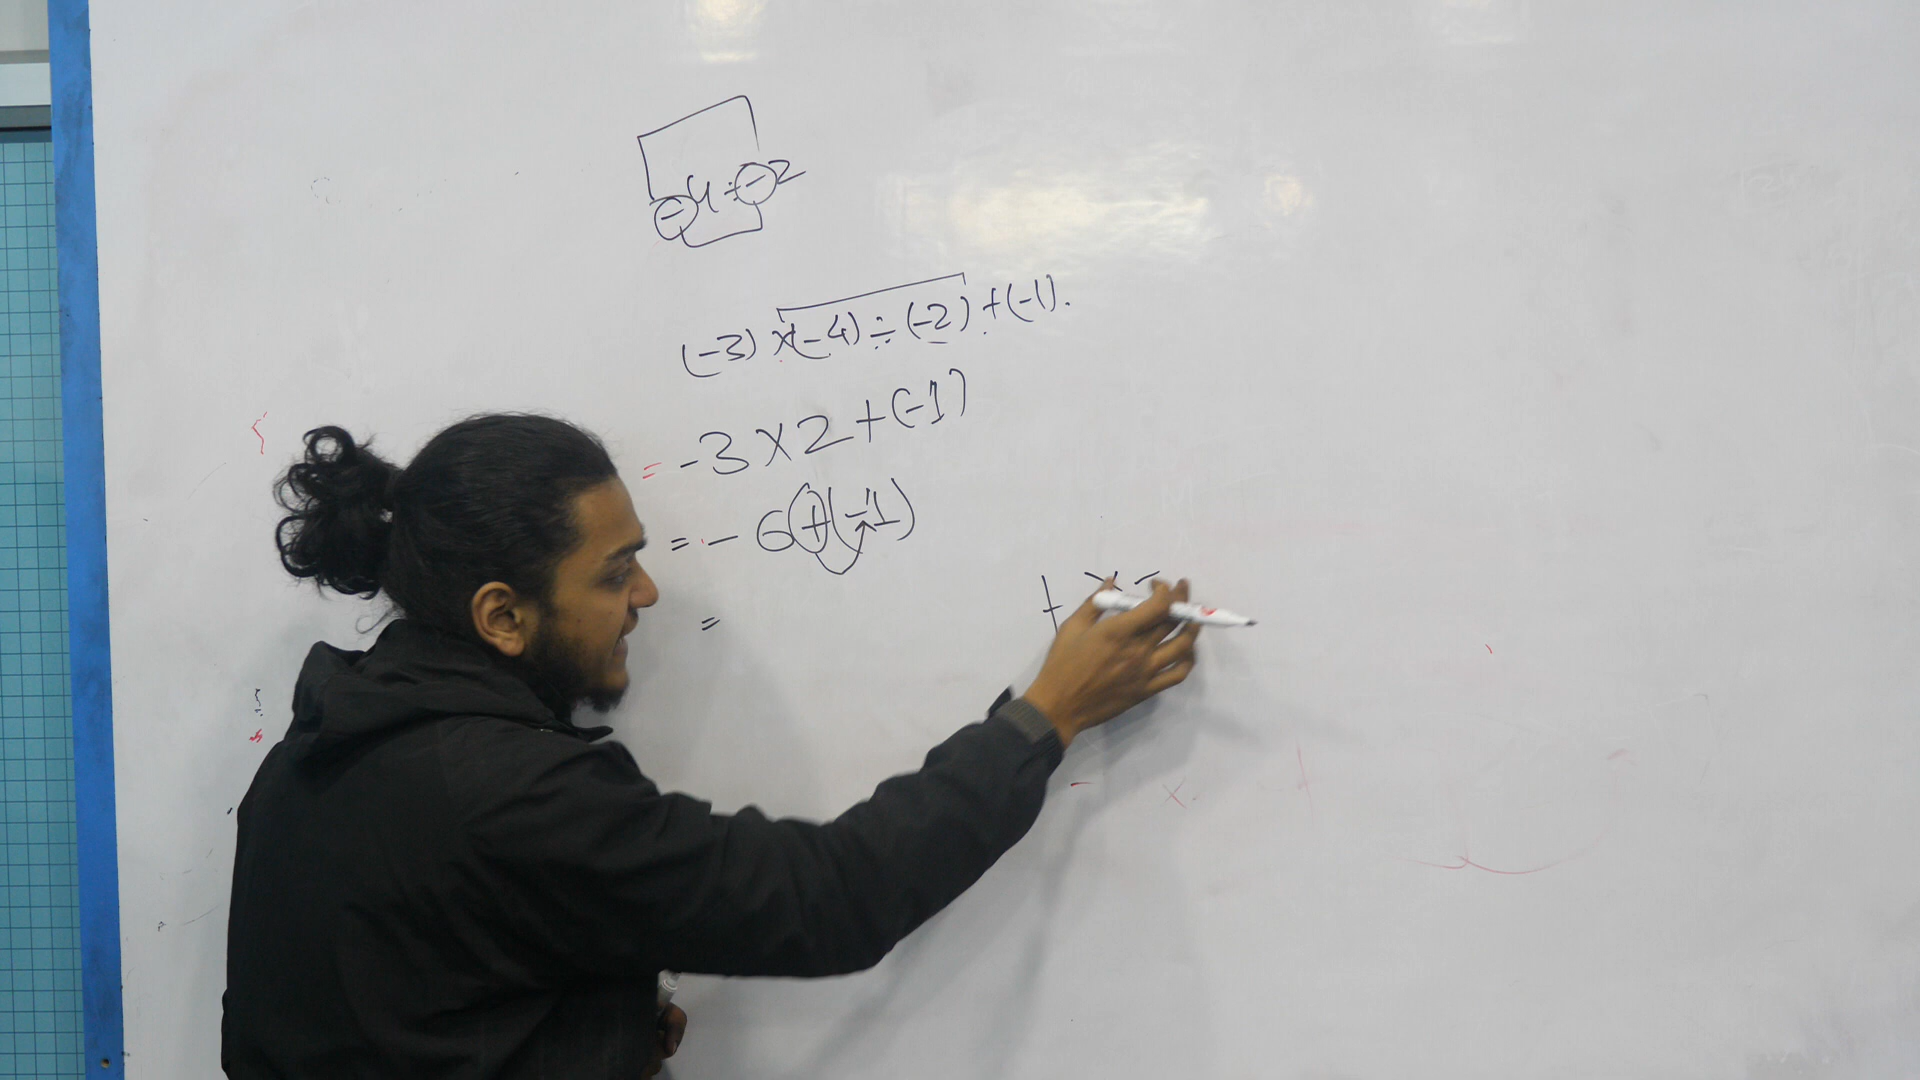 -4÷-2
(-3)×(-4)÷(-2)+(-1).
= -3×2+(-1)
= -6+(-1)
=
+ × -
- × +